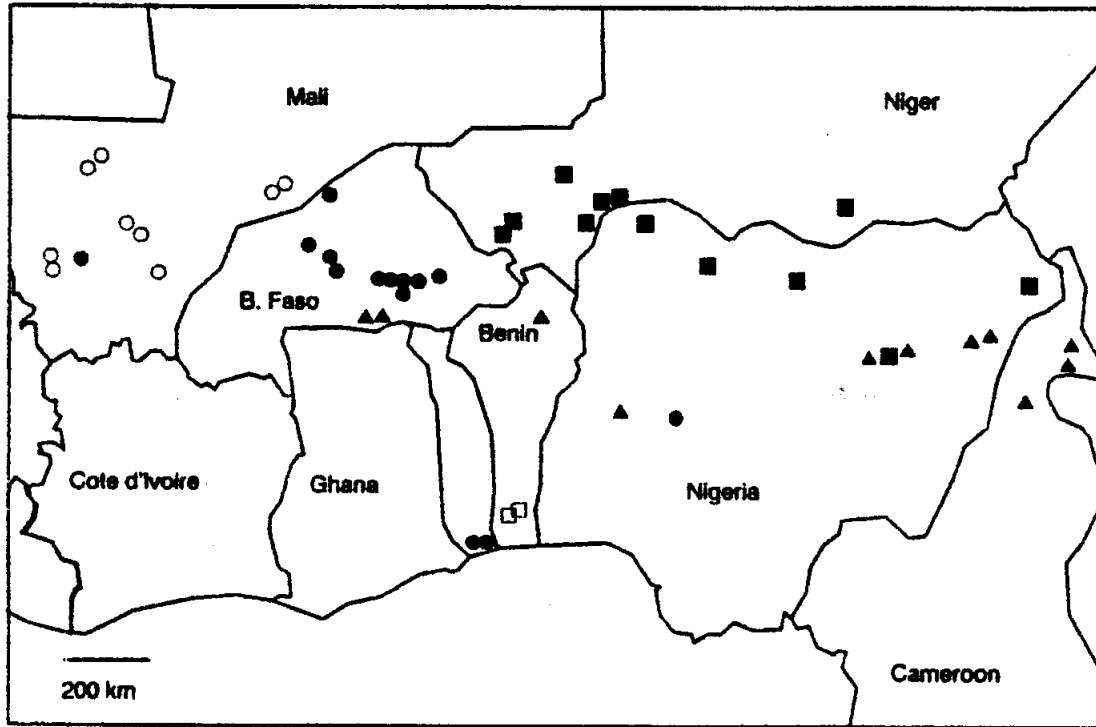 Mali
Niger
B. Faso
Benin
Cote d'Ivoire
Ghana
Nigeria
Cameroon
200 km